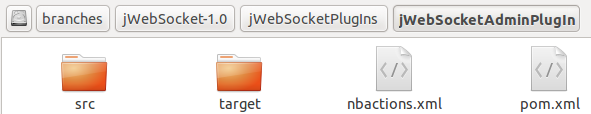 branches jWebSocket-1.0 jWebSocketPlugIns jWebSocketAdminPlugIn
src target nbactions.xml pom.xml